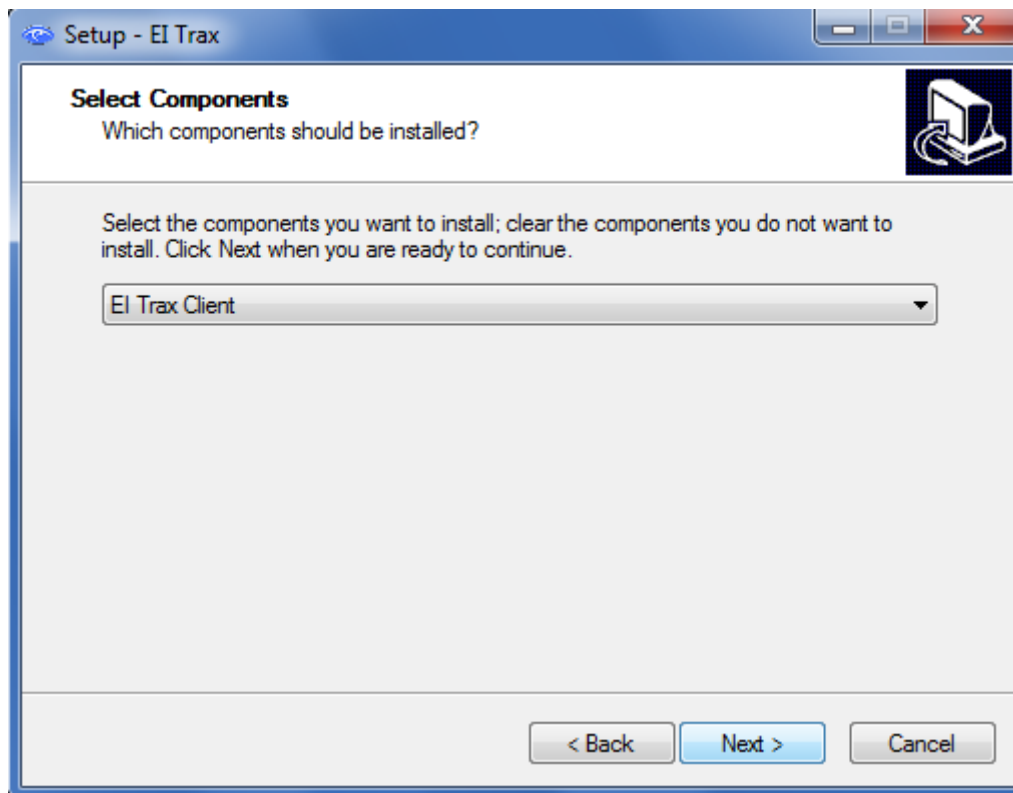 Setup - EI Trax
Select Components
Which components should be installed?
Select the components you want to install; clear the components you do not want to
install. Click Next when you are ready to continue.
EI Trax Client
< Back
Next >
Cancel